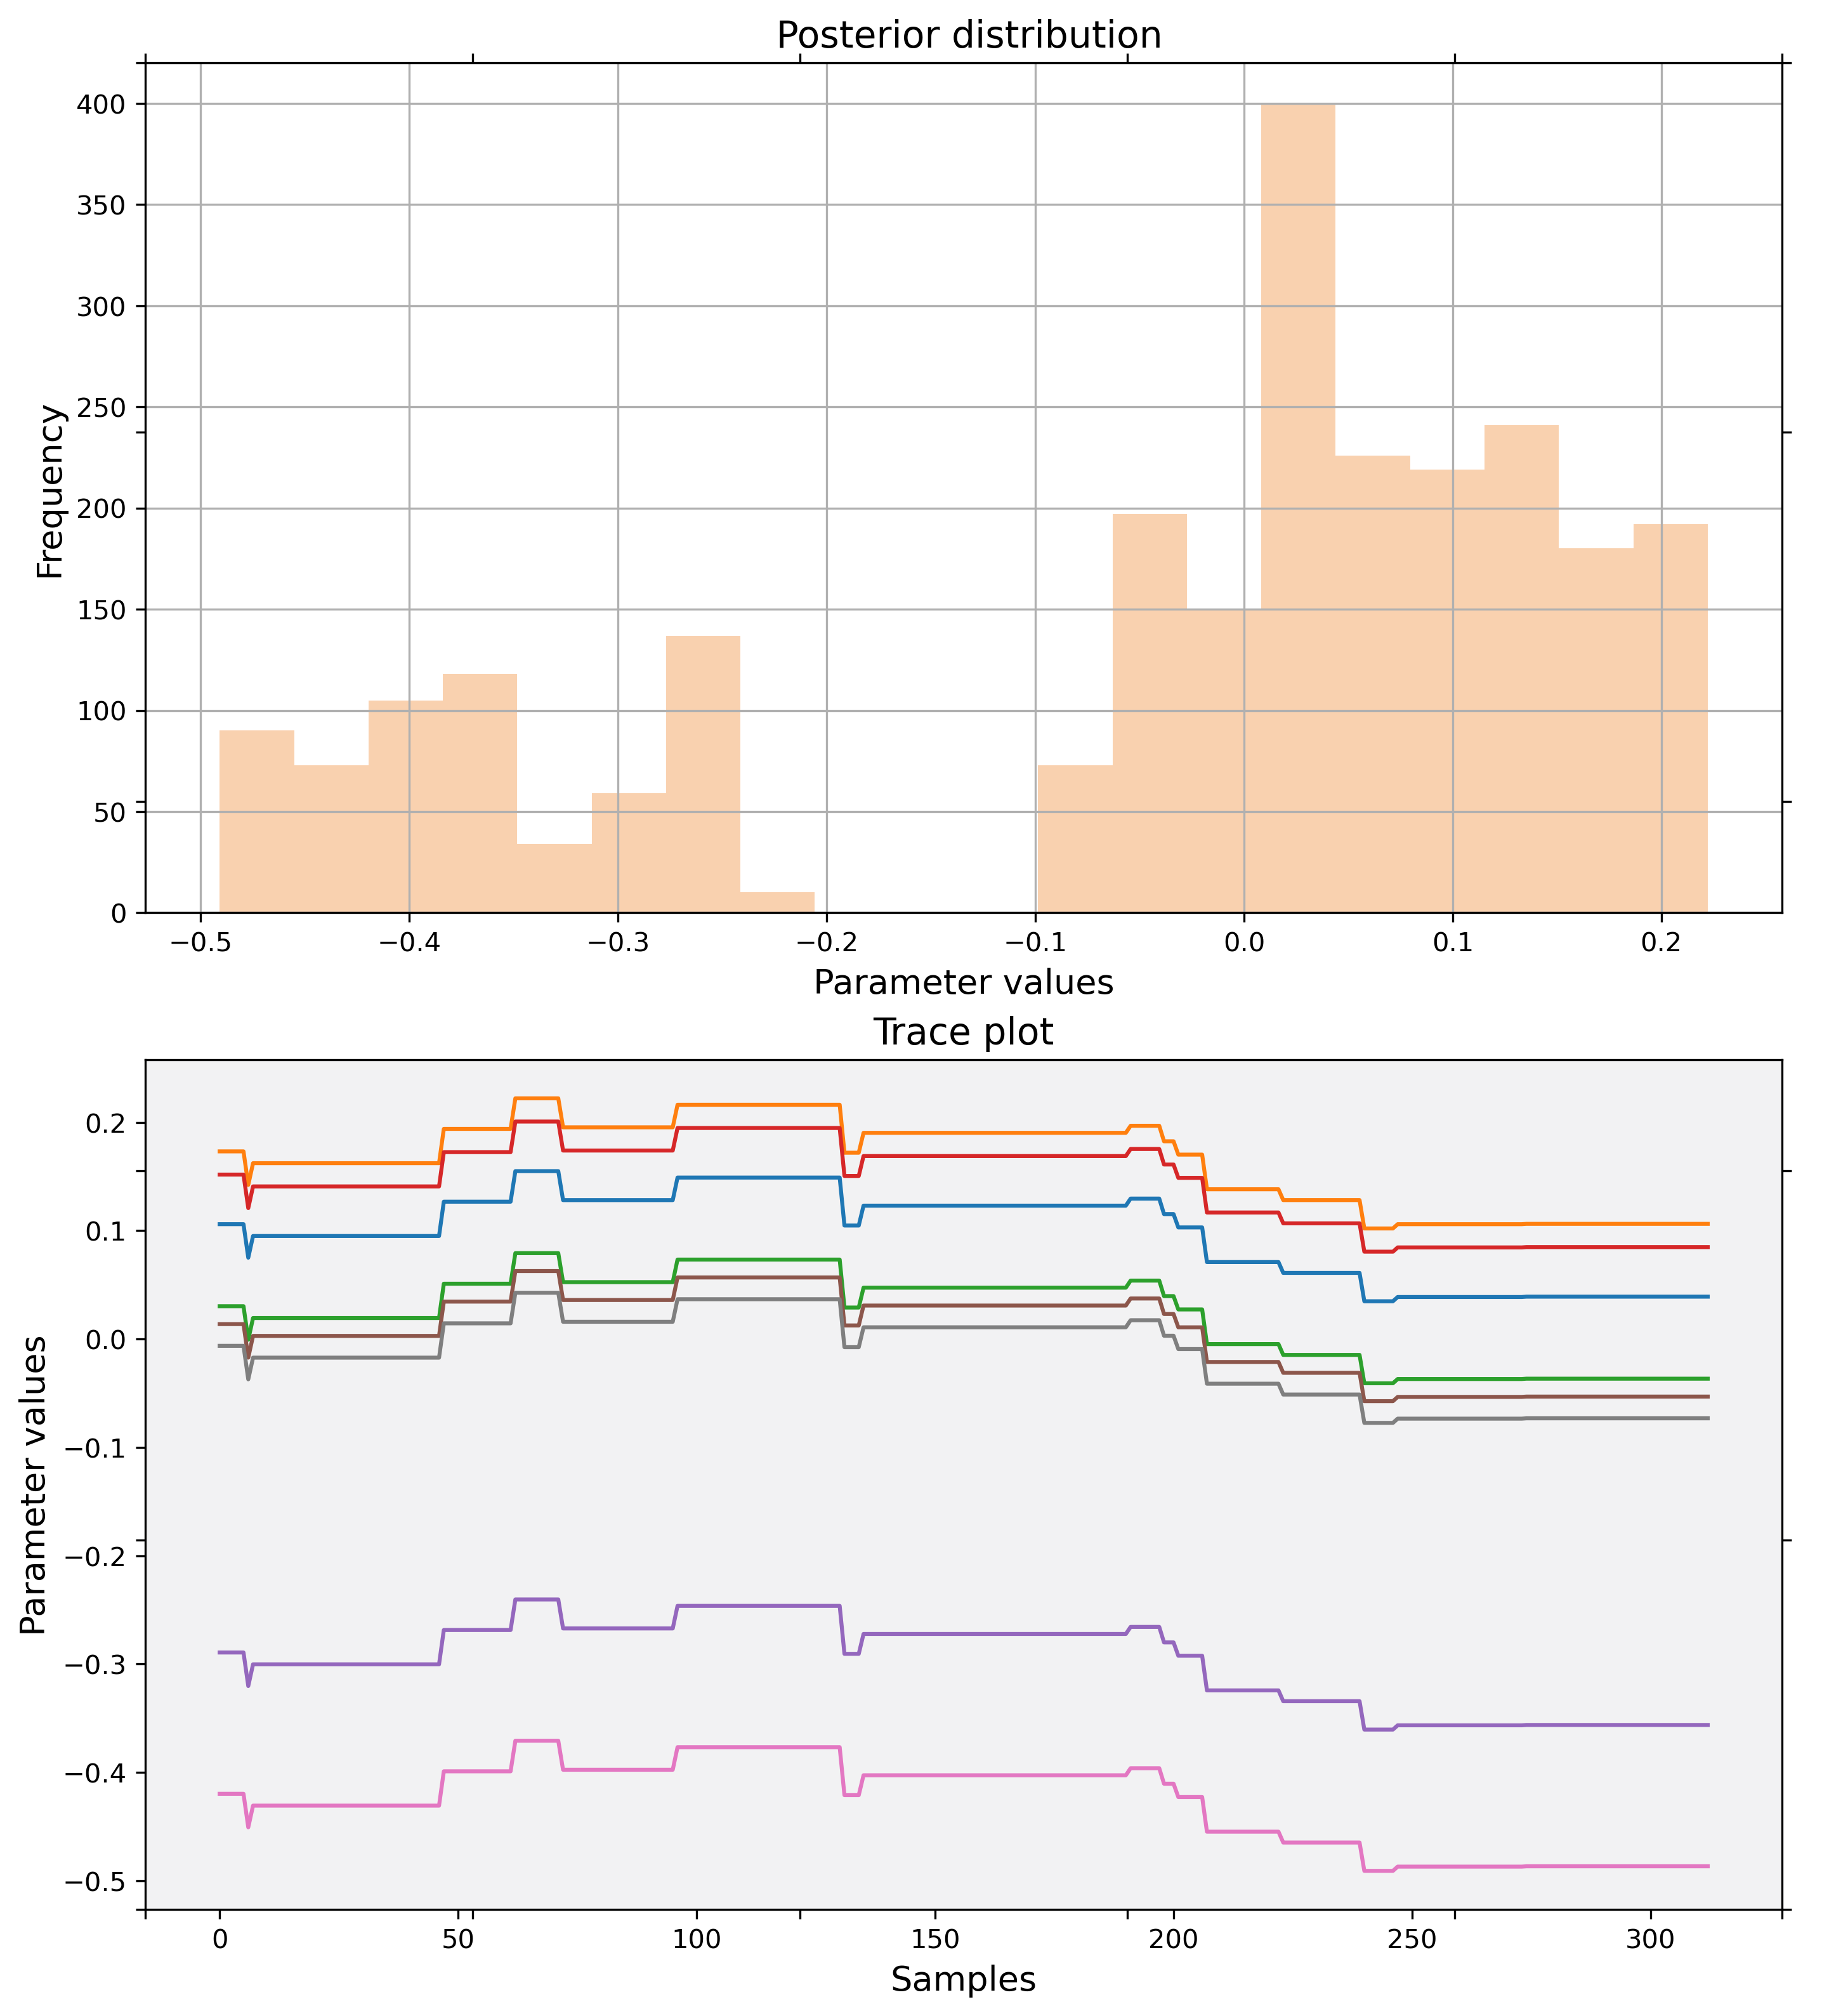 Posterior distribution
400
350
300
250
200
150
100
50
0
Frequency
−0.5 −0.4 −0.3 −0.2 −0.1 0.0 0.1 0.2
Parameter values
Trace plot
0.2
0.1
0.0
−0.1
−0.2
−0.3
−0.4
−0.5
Parameter values
0 50 100 150 200 250 300
Samples